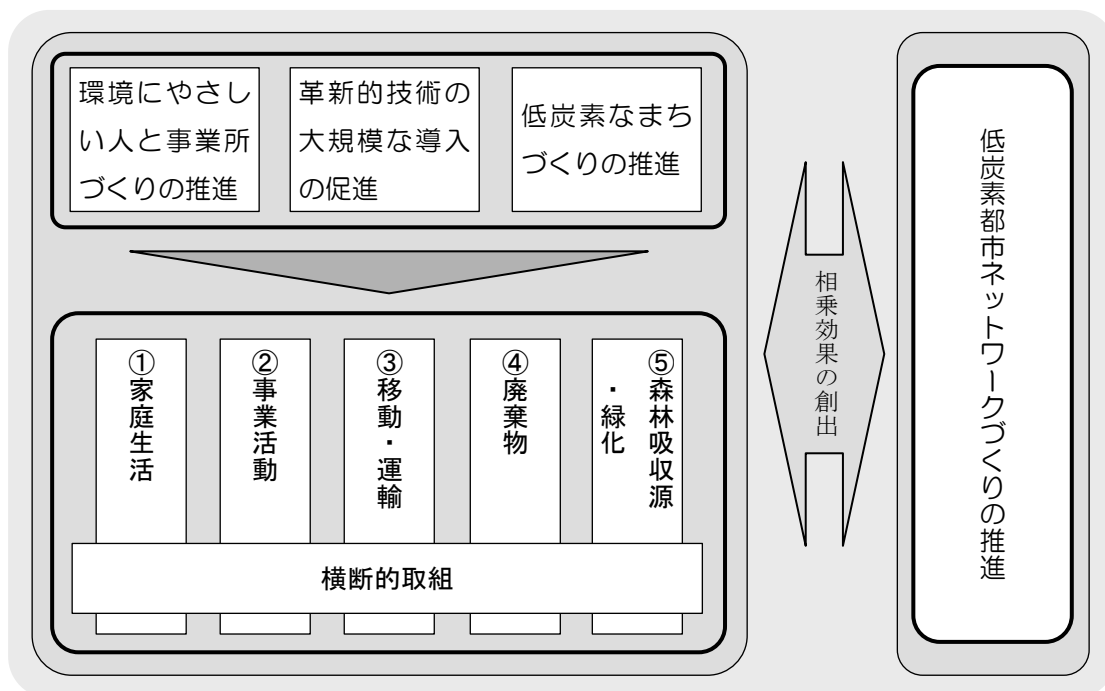 環境にやさし
い人と事業所
づくりの推進
革新的技術の
大規模な導入
の促進
低炭素なまち
づくりの推進
①家庭生活
②事業活動
③移動・運輸
④廃棄物
⑤森林吸収源
・緑化
横断的取組
相乗効果の創出
低炭素都市ネットワークづくりの推進